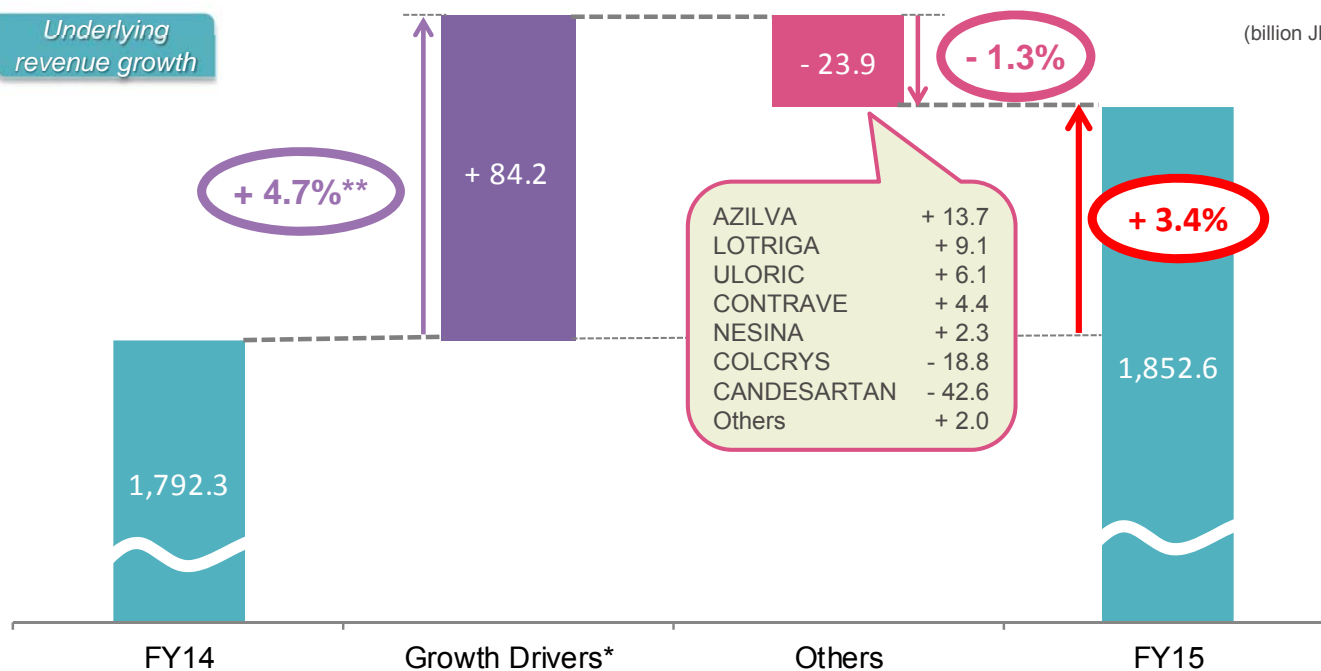 Underlying
revenue growth
(billion J
- 1.3%
- 23.9
+ 4.7%**
+ 84.2
AZILVA + 13.7
LOTRIGA + 9.1
ULORIC + 6.1
CONTRAVE + 4.4
NESINA + 2.3
COLCRYS - 18.8
CANDESARTAN - 42.6
Others + 2.0
+ 3.4%
1,852.6
1,792.3
FY14 Growth Drivers* Others FY15